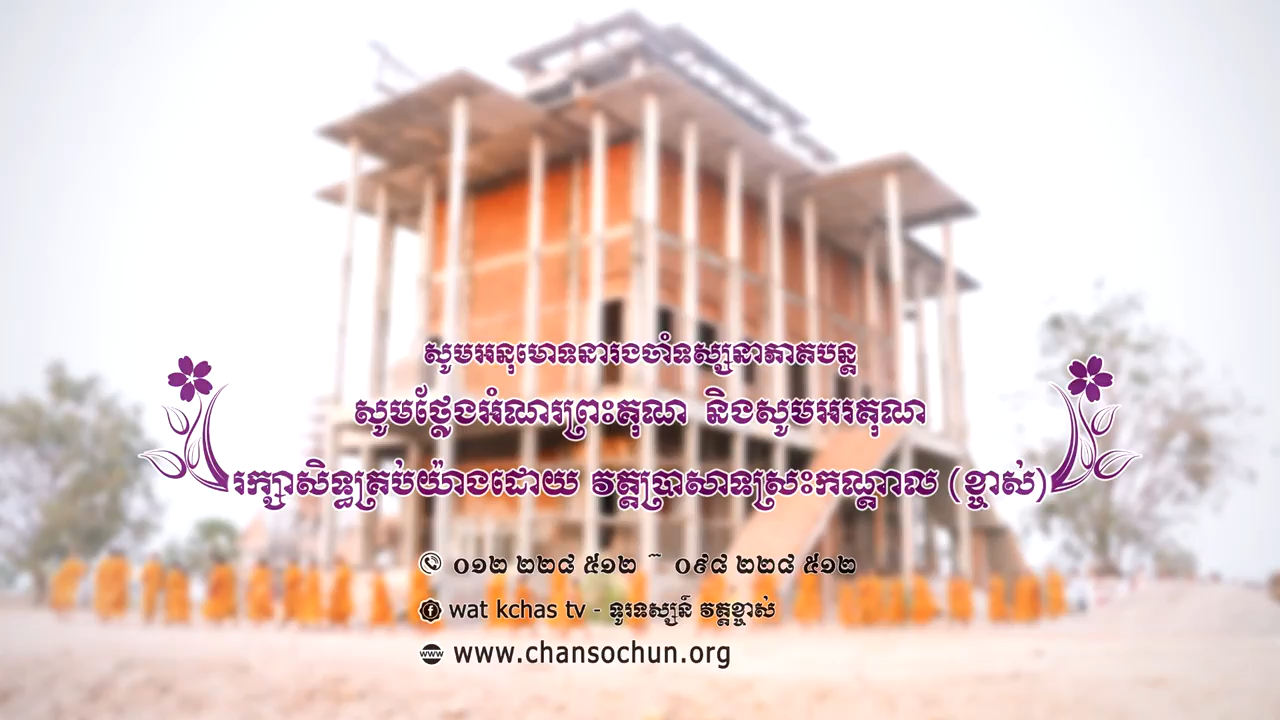 សូមអនុមោទនារងចាំទស្សនាភាគបន្ត
សូមថ្លែងអំណរព្រះគុណ និងសូមអរគុណ
រក្សាសិទ្ធគ្រប់យ៉ាងដោយ វត្តប្រាសាទស្រះកណ្តាល (ខ្ចាស់)
០១២ ២២៨ ៥១២ ~ ០៩៨ ២២៨ ៥១២
wat kchas tv - ទូរទស្សន៍ វត្តខ្ចាស់
www.chansochun.org